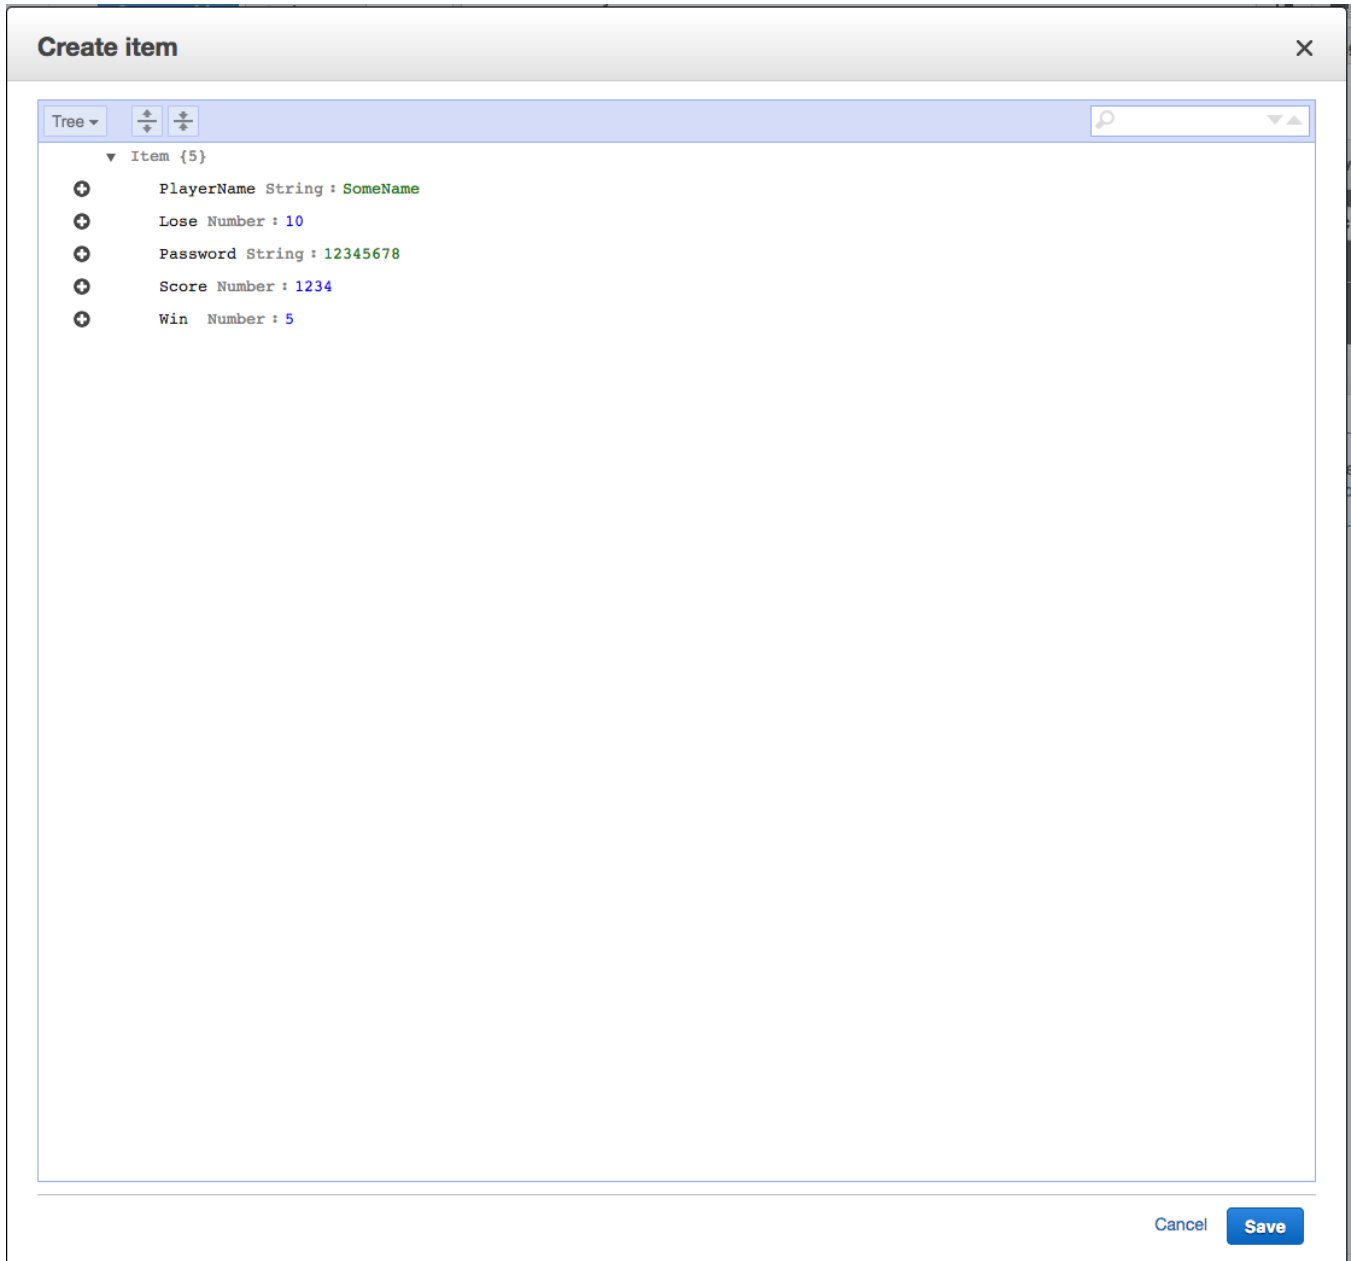 Create item
Tree
Item {5}
PlayerName String : SomeName
Lose Number : 10
Password String : 12345678
Score Number : 1234
Win Number : 5
Cancel Save